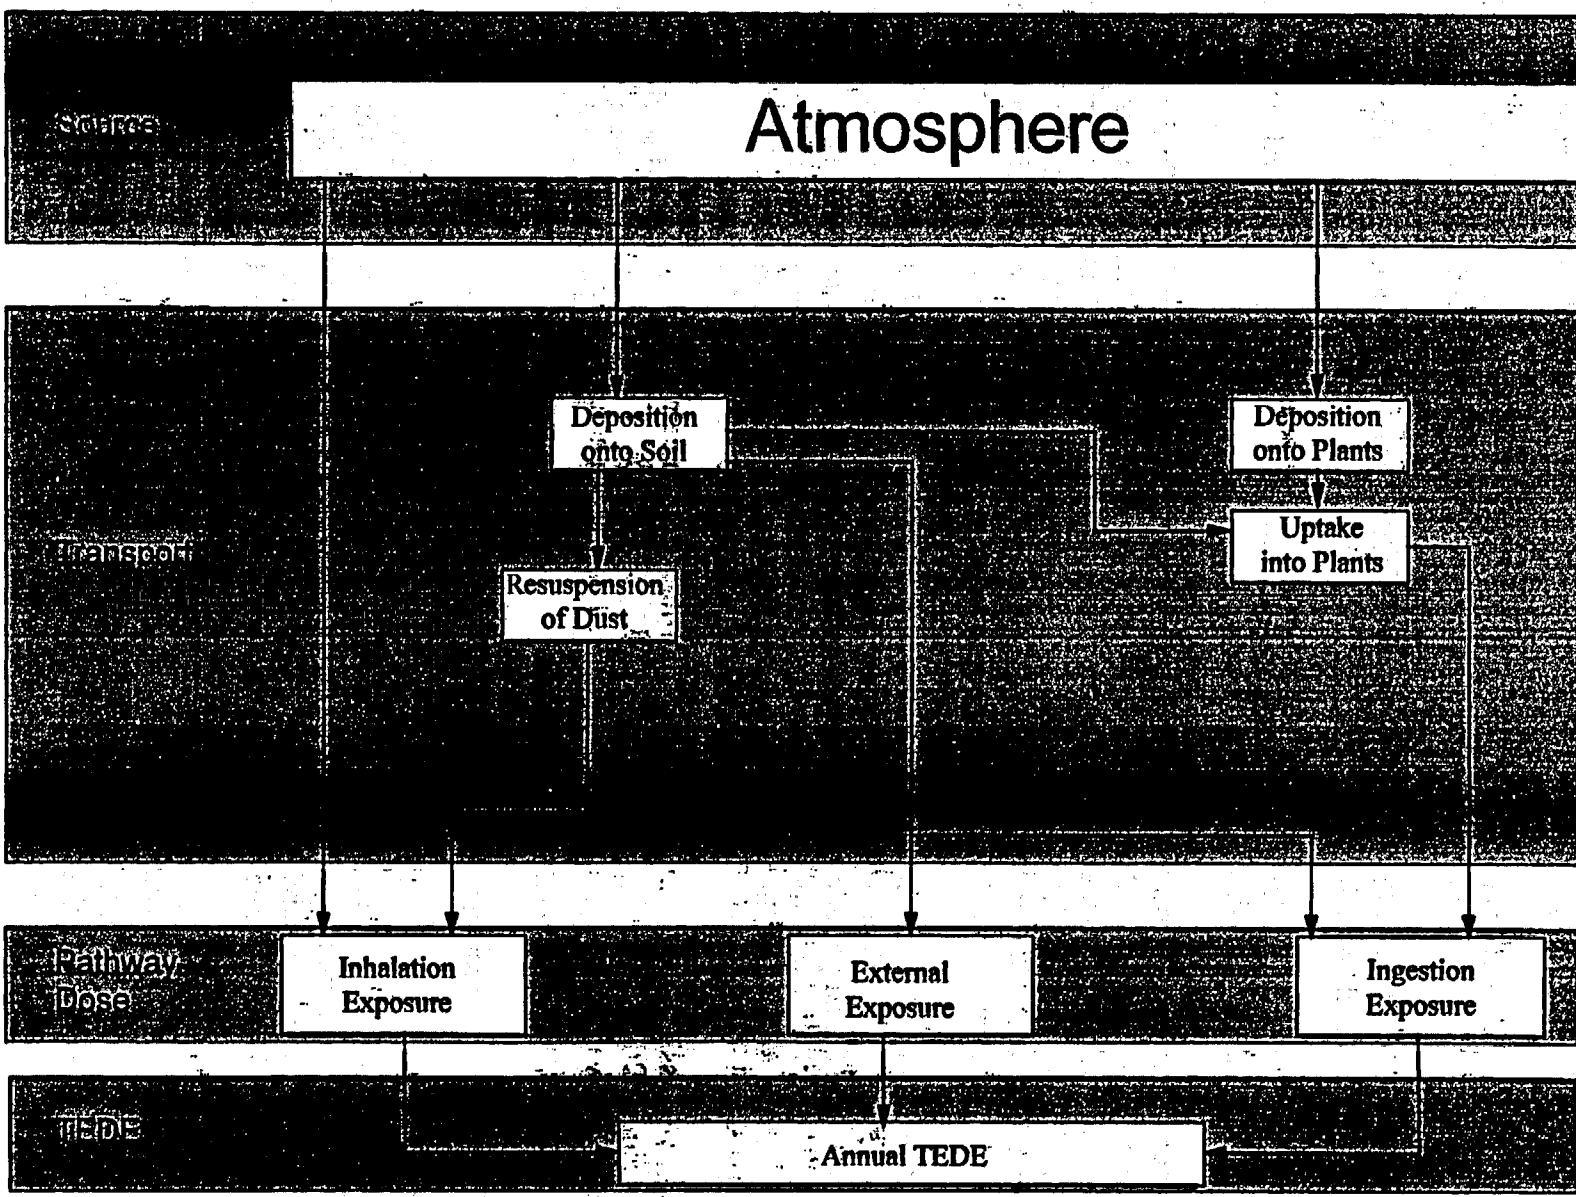 Source
Atmosphere
Deposition
onto Soil
Deposition
onto Plants
Uptake
into Plants
Transport
Resuspension
of Dust
Pathway
Dose
Inhalation
Exposure
External
Exposure
Ingestion
Exposure
TEDE
Annual TEDE